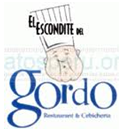 EL ESCONDITE DEL
gordo
Restaurant & Cebichería